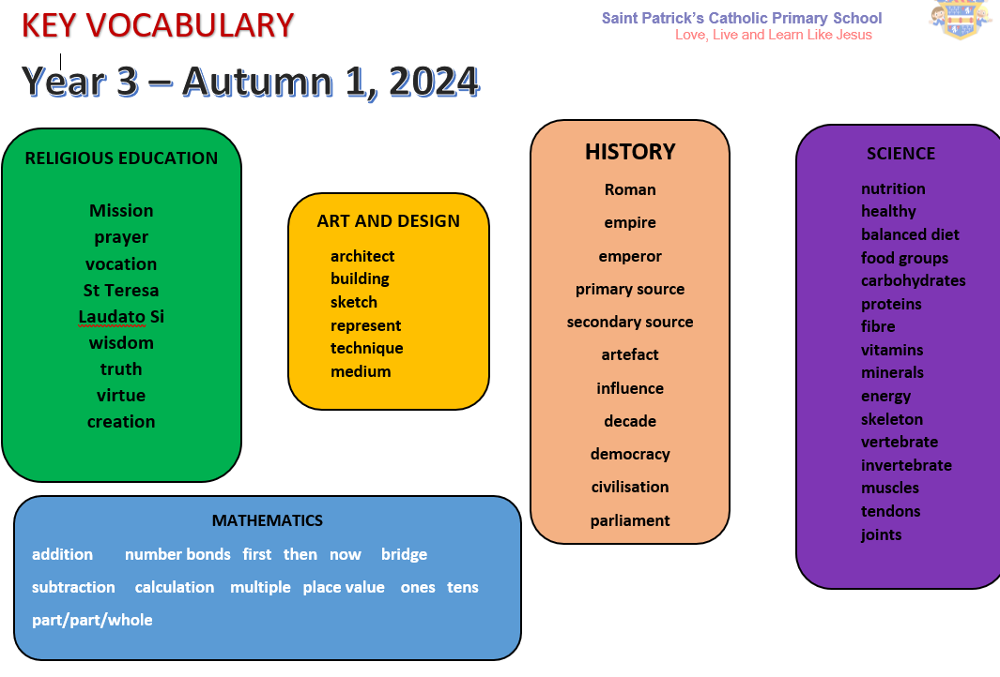 KEY VOCABULARY
Saint Patrick's Catholic Primary School
Love, Live and Learn Like Jesus
Year 3 – Autumn 1, 2024
RELIGIOUS EDUCATION
Mission
prayer
vocation
St Teresa
Laudato Si
wisdom
truth
virtue
creation
ART AND DESIGN
architect
building
sketch
represent
technique
medium
HISTORY
Roman
empire
emperor
primary source
secondary source
artefact
influence
decade
democracy
civilisation
parliament
SCIENCE
nutrition
healthy
balanced diet
food groups
carbohydrates
proteins
fibre
vitamins
minerals
energy
skeleton
vertebrate
invertebrate
muscles
tendons
joints
MATHEMATICS
addition number bonds first then now bridge
subtraction calculation multiple place value ones tens
part/part/whole